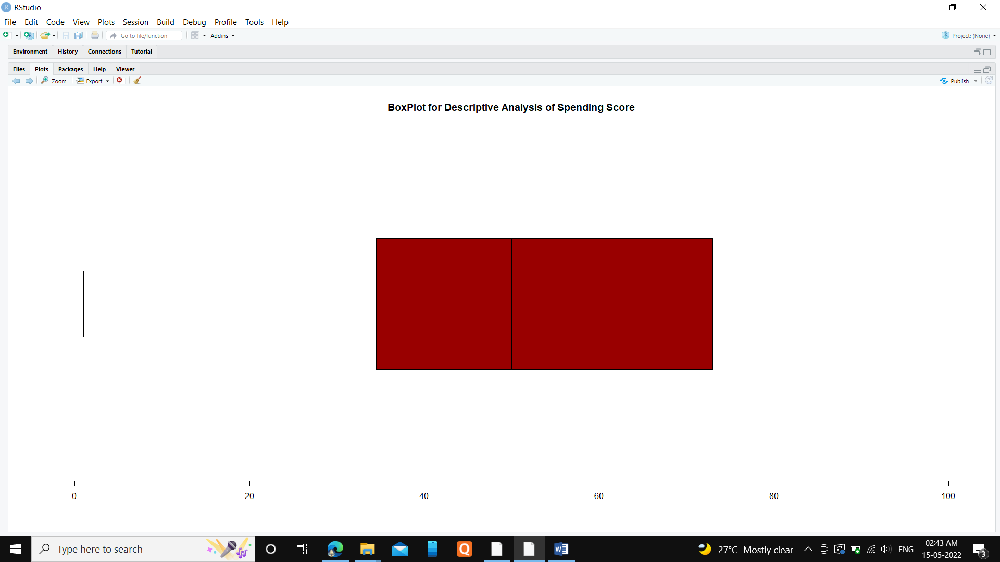 RStudio
File Edit Code View Plots Session Build Debug Profile Tools Help
Go to file/function Addins Project: (None)
Environment History Connections Tutorial
Files Plots Packages Help Viewer
Zoom Export Publish
BoxPlot for Descriptive Analysis of Spending Score
0 20 40 60 80 100
Type here to search 27°C Mostly clear ENG 02:43 AM
15-05-2022 3